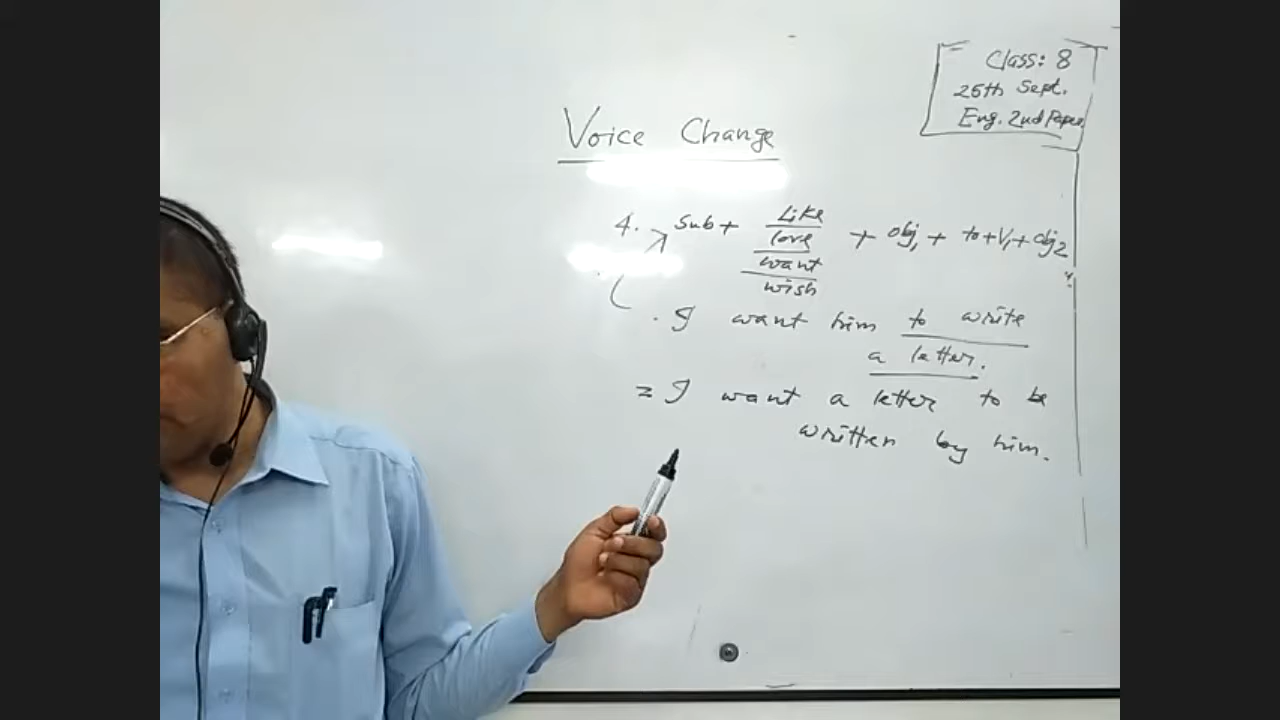 Class: 8
25th Sept.
Eng. 2nd Paper
Voice Change
4. Sub + Like + obj1 + to + V1 + obj2
love
want
wish
I want him to write
a letter.
= I want a letter to be
written by him.